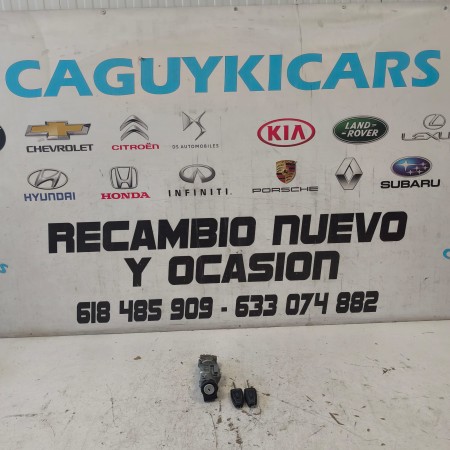 CAGUYKICARS
CHEVROLET CITROËN DS AUTOMOBILES KIA LAND ROVER LEXUS
HYUNDAI HONDA INFINITI PORSCHE RENAULT SUBARU
RECAMBIO NUEVO
Y OCASION
618 485 909 - 633 074 882